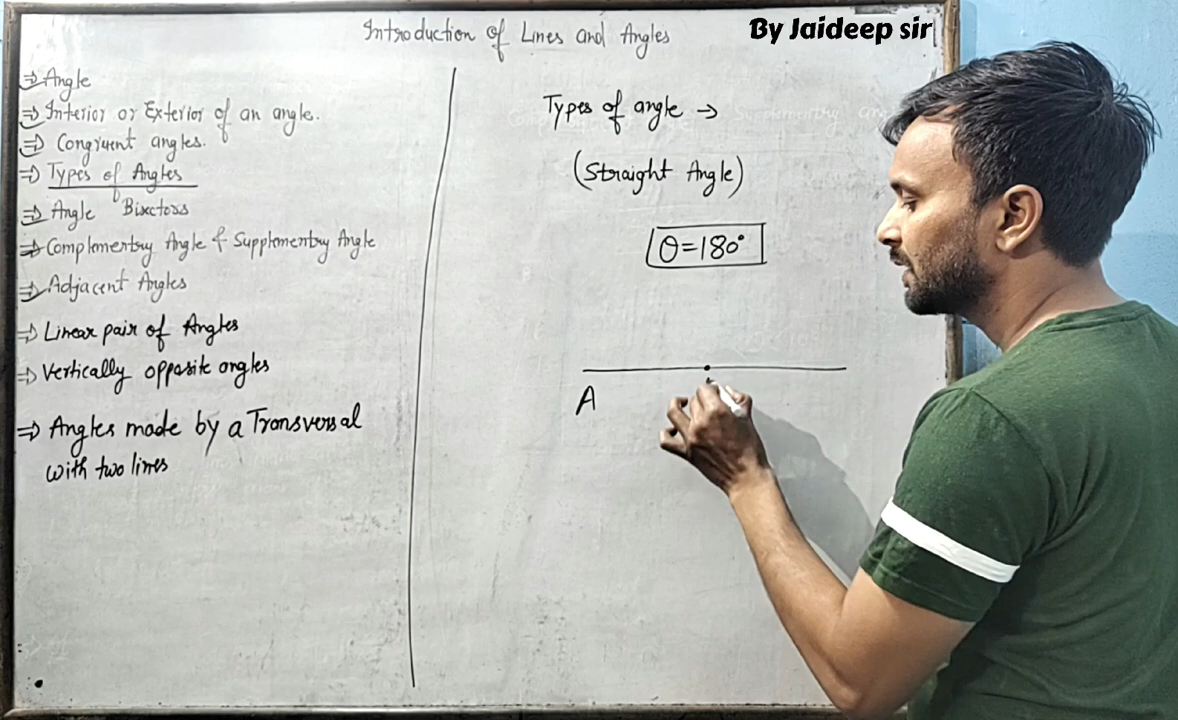 Introduction of Lines and Angles
By Jaideep sir
⇒ Angle
⇒ Interior or Exterior of an angle.
⇒ Congruent angles.
⇒ Types of Angles
⇒ Angle Bisectors
⇒ Complementry Angle & Supplementry Angle
⇒ Adjacent Angles
⇒ Linear pair of Angles
⇒ Vertically opposite angles
⇒ Angles made by a Transversal
with two lines
Types of angle →
(Straight Angle)
θ=180°
A